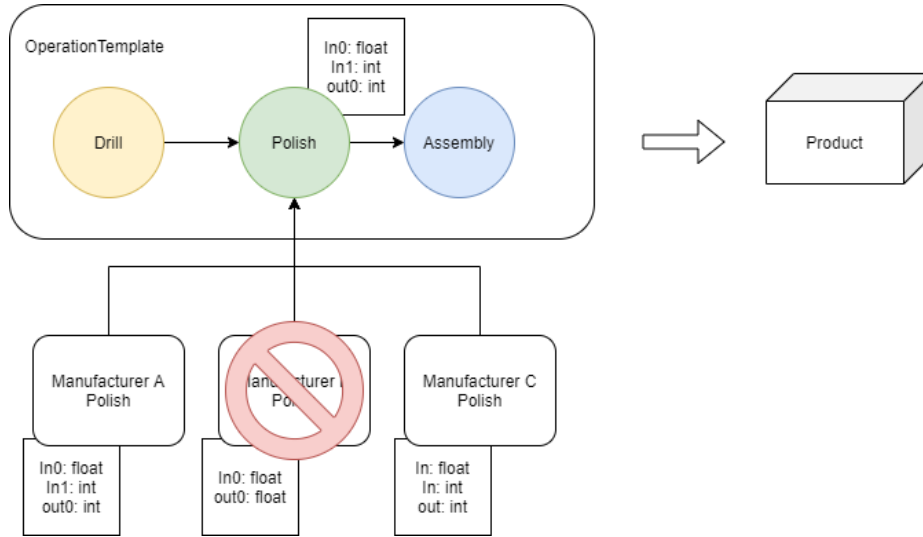 OperationTemplate
In0: float
In1: int
out0: int
Drill
Polish
Assembly
Product
Manufacturer A
Polish
Manufacturer C
Polish
In0: float
In1: int
out0: int
In0: float
out0: float
In: float
In: int
out: int